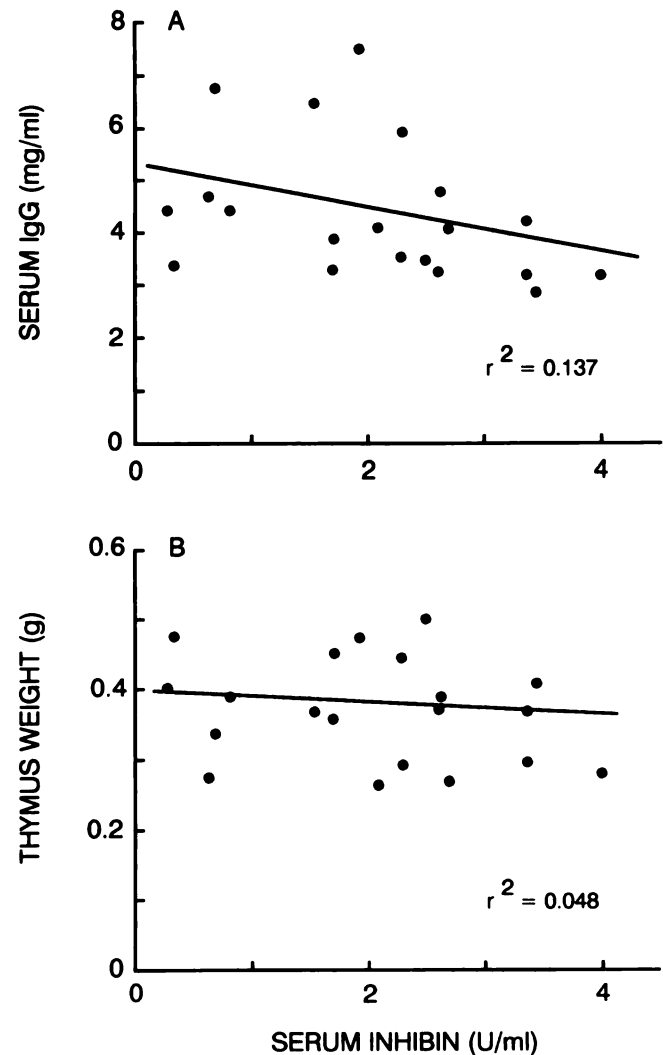 8
A
6
4
2
0
SERUM IgG (mg/ml)
r 2 = 0.137
0 2 4
0.6
B
0.4
0.2
0
THYMUS WEIGHT (g)
r 2 = 0.048
0 2 4
SERUM INHIBIN (U/ml)